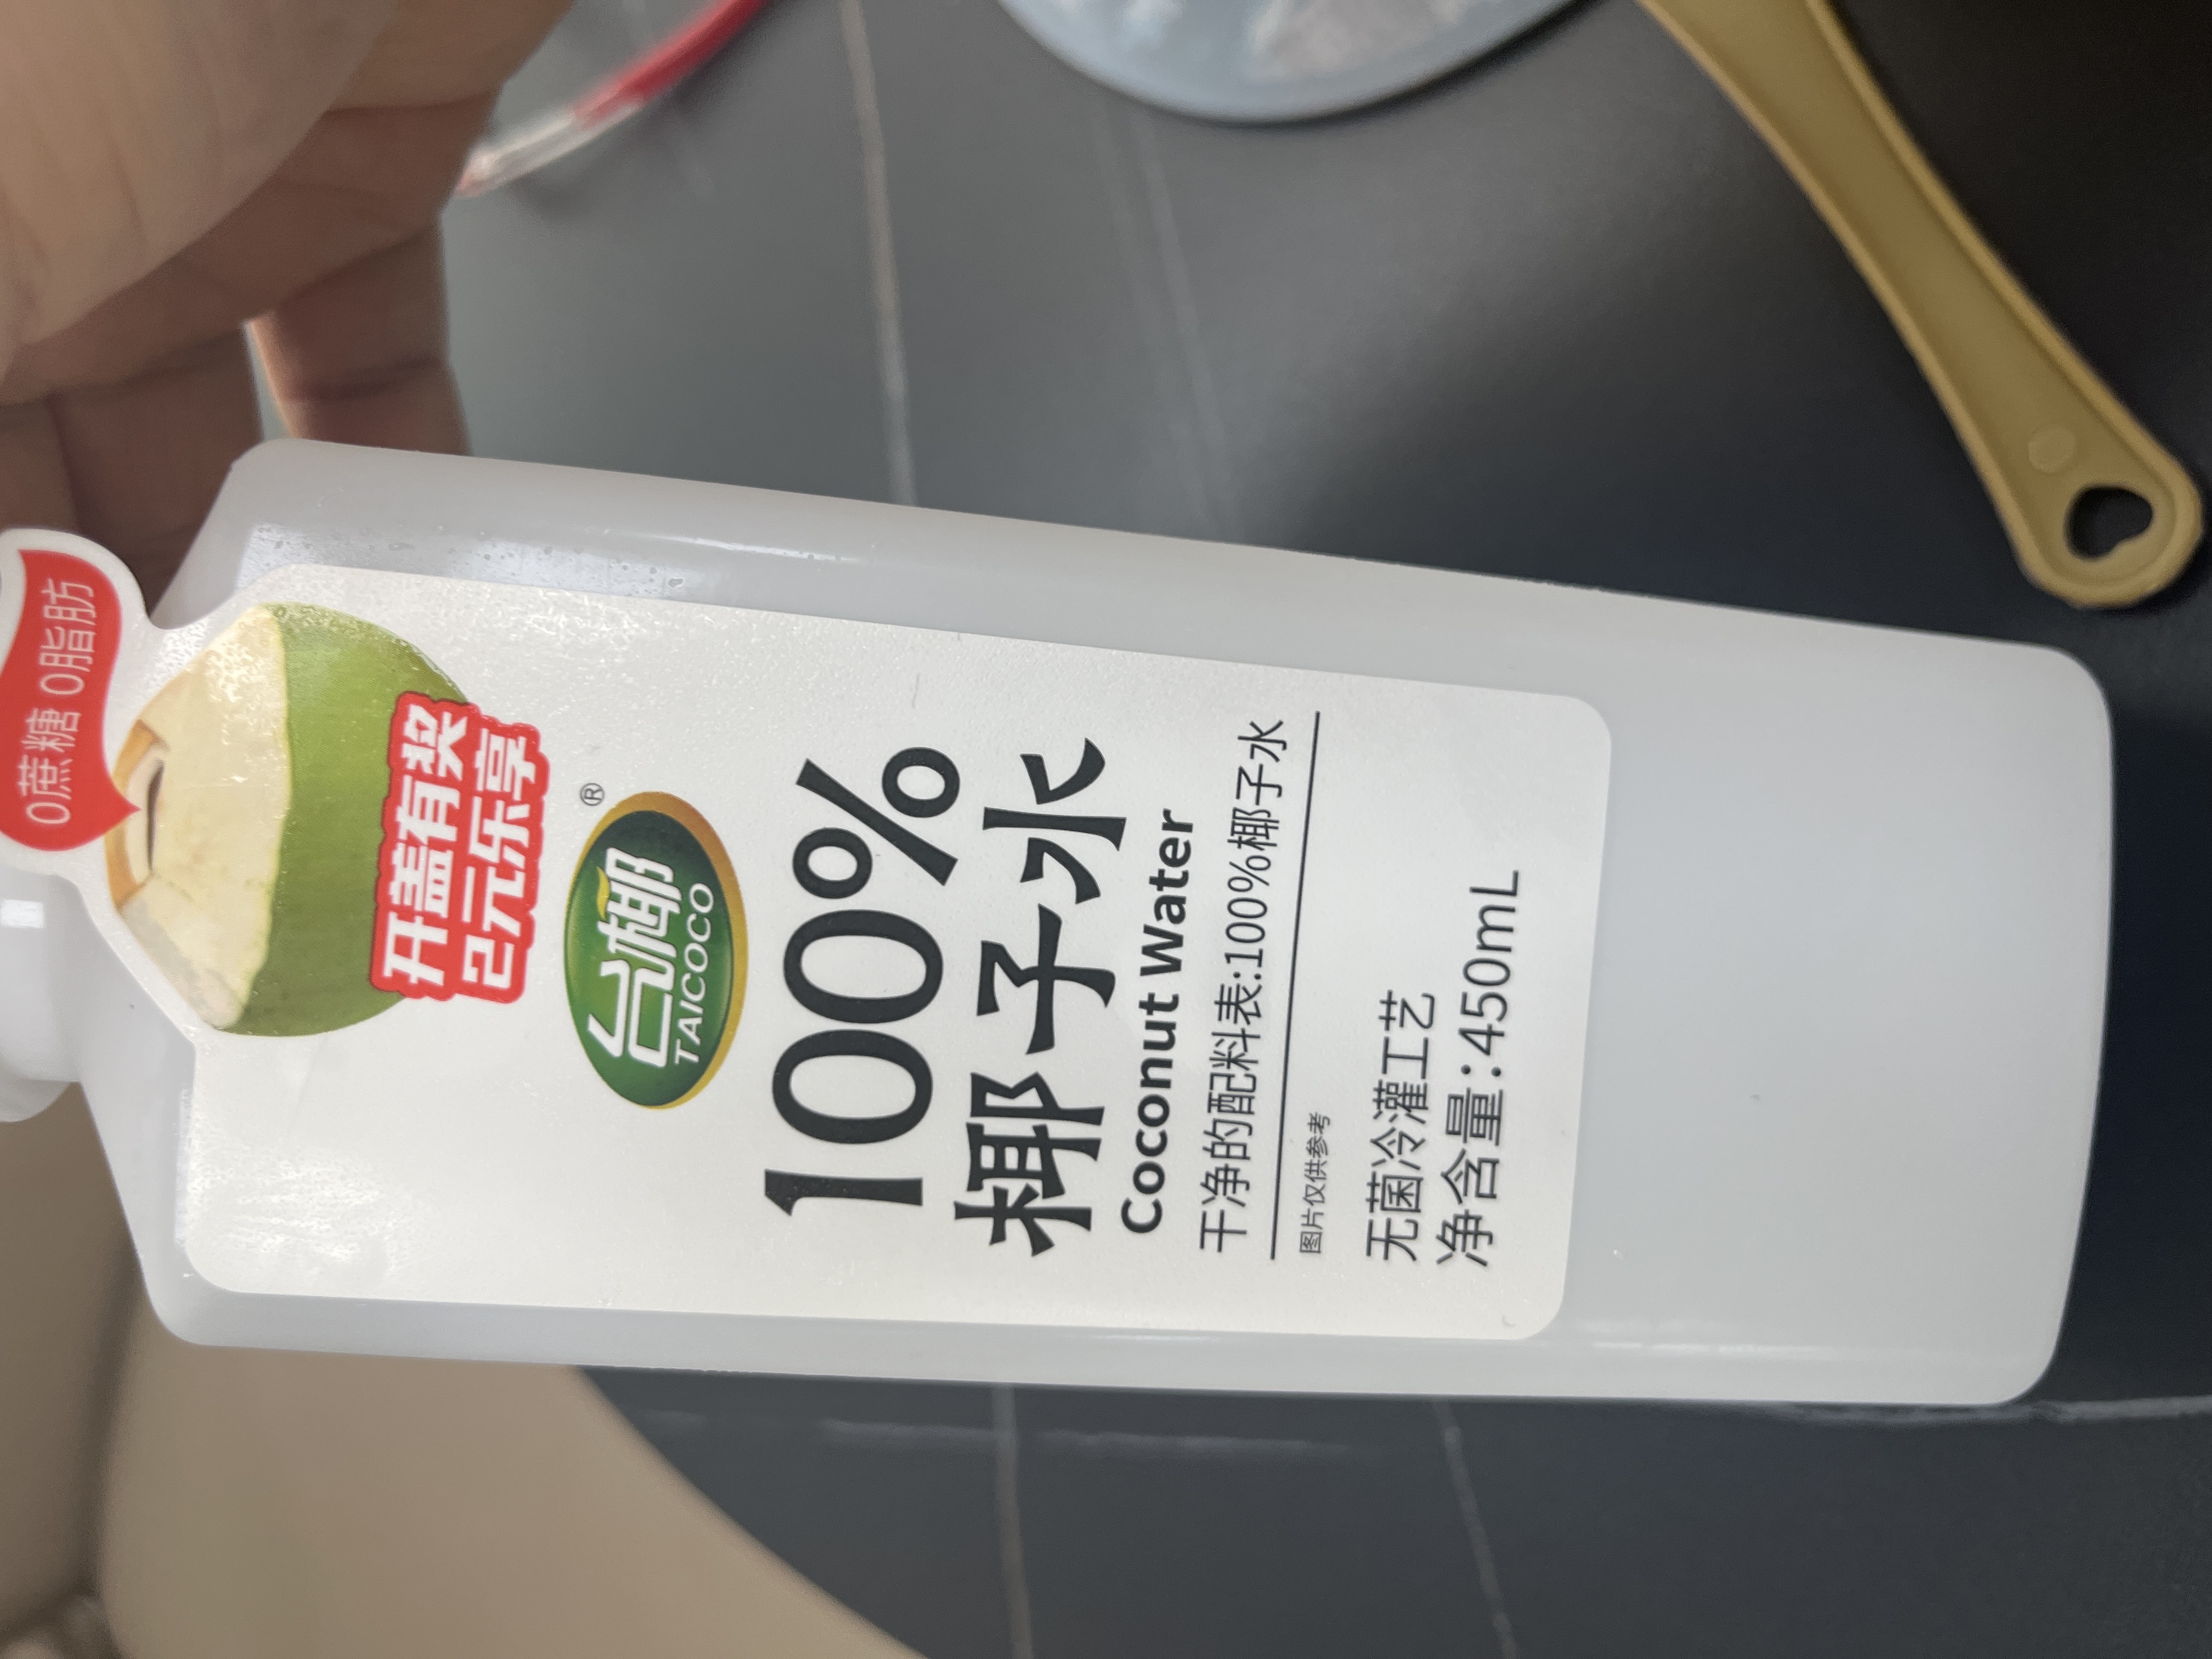 0蔗糖 0脂肪
开盖有奖
2元乐享
®
台椰
TAICOCO
100%
椰子水
Coconut Water
干净的配料表:100%椰子水
图片仅供参考
无菌冷灌工艺
净含量:450mL